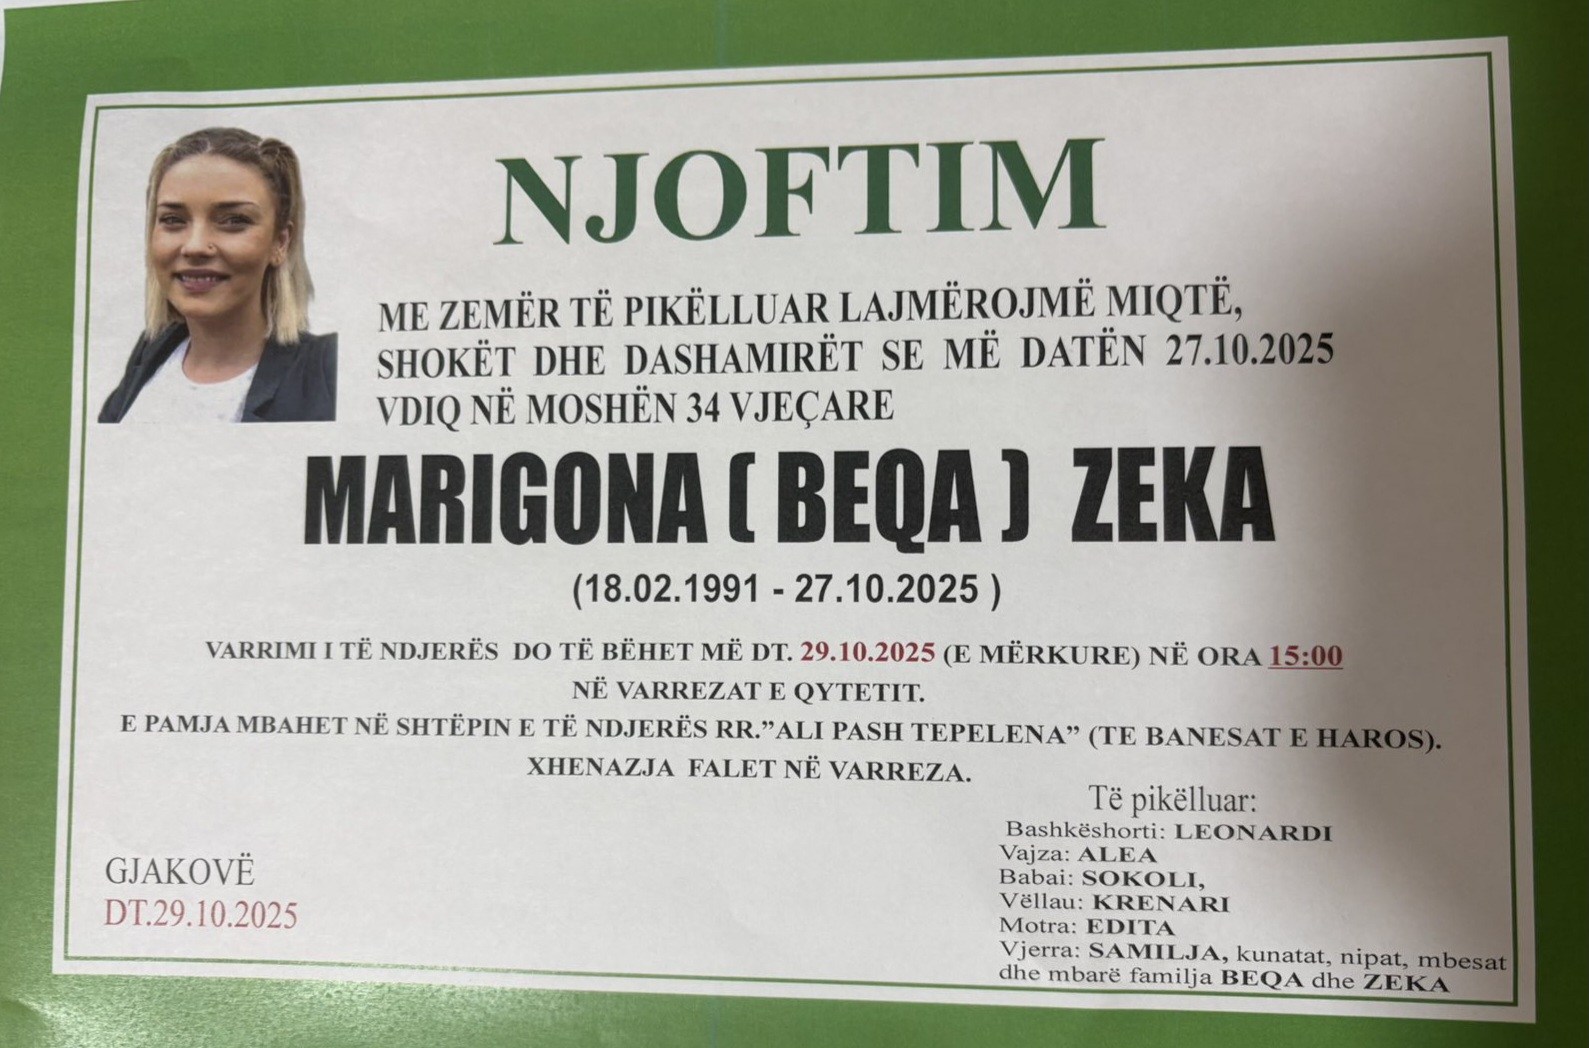 NJOFTIM
ME ZEMËR TË PIKËLLUAR LAJMËROJMË MIQTË,
SHOKËT DHE DASHAMIRËT SE MË DATËN 27.10.2025
VDIQ NË MOSHËN 34 VJEÇARE
MARIGONA ( BEQA ) ZEKA
(18.02.1991 - 27.10.2025 )
VARRIMI I TË NDJERËS DO TË BËHET MË DT. 29.10.2025 (E MËRKURE) NË ORA 15:00
NË VARREZAT E QYTETIT.
E PAMJA MBAHET NË SHTËPIN E TË NDJERËS RR.”ALI PASH TEPELENA” (TE BANESAT E HAROS).
XHENAZJA FALET NË VARREZA.
Të pikëlluar:
Bashkëshorti: LEONARDI
Vajza: ALEA
Babai: SOKOLI,
Vëllau: KRENARI
Motra: EDITA
Vjerra: SAMILJA, kunatat, nipat, mbesat
dhe mbarë familja BEQA dhe ZEKA
GJAKOVË
DT.29.10.2025